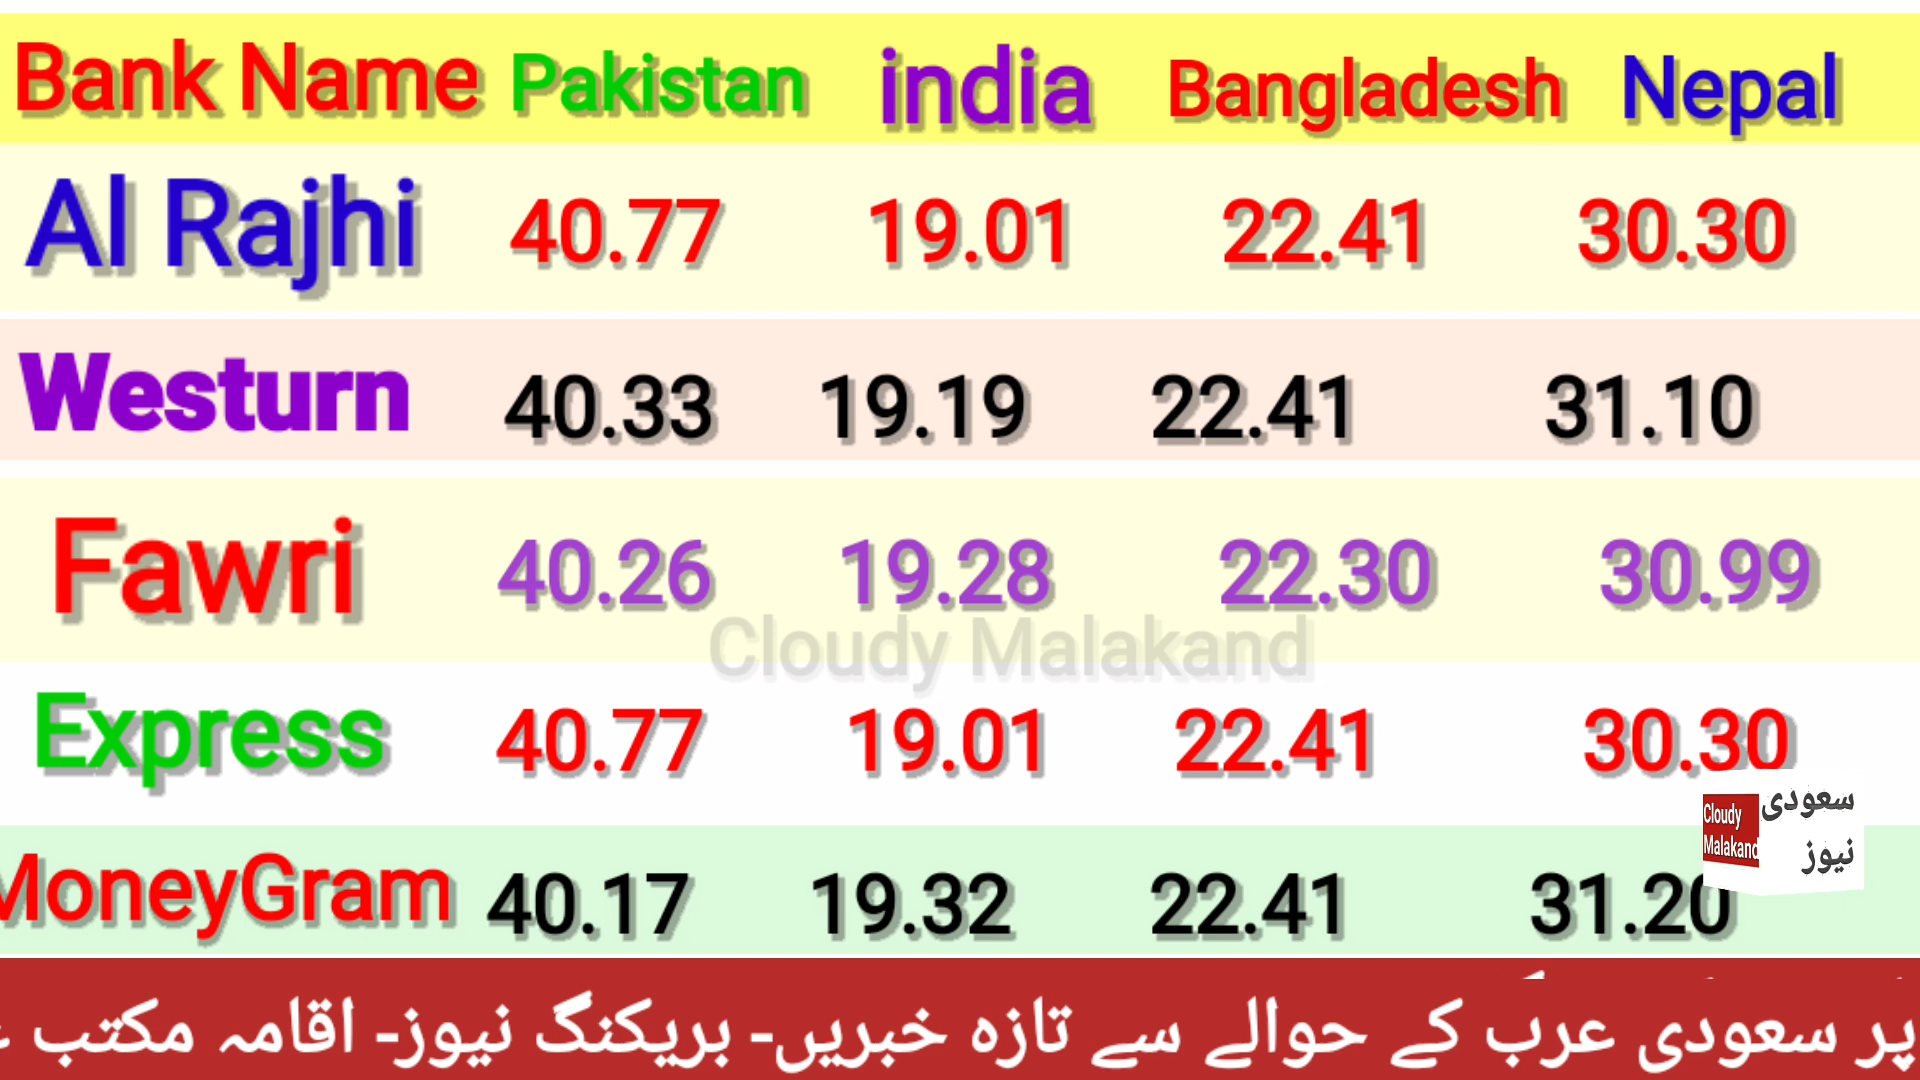 Bank Name Pakistan india Bangladesh Nepal
Al Rajhi 40.77 19.01 22.41 30.30
Westurn 40.33 19.19 22.41 31.10
Fawri 40.26 19.28 22.30 30.99
Cloudy Malakand
Express 40.77 19.01 22.41 30.30
Cloudy Malakand
سعودی نیوز
MoneyGram 40.17 19.32 22.41 31.20
پر سعودی عرب کے حوالے سے تازہ خبریں- بریکنگ نیوز- اقامہ مکتب